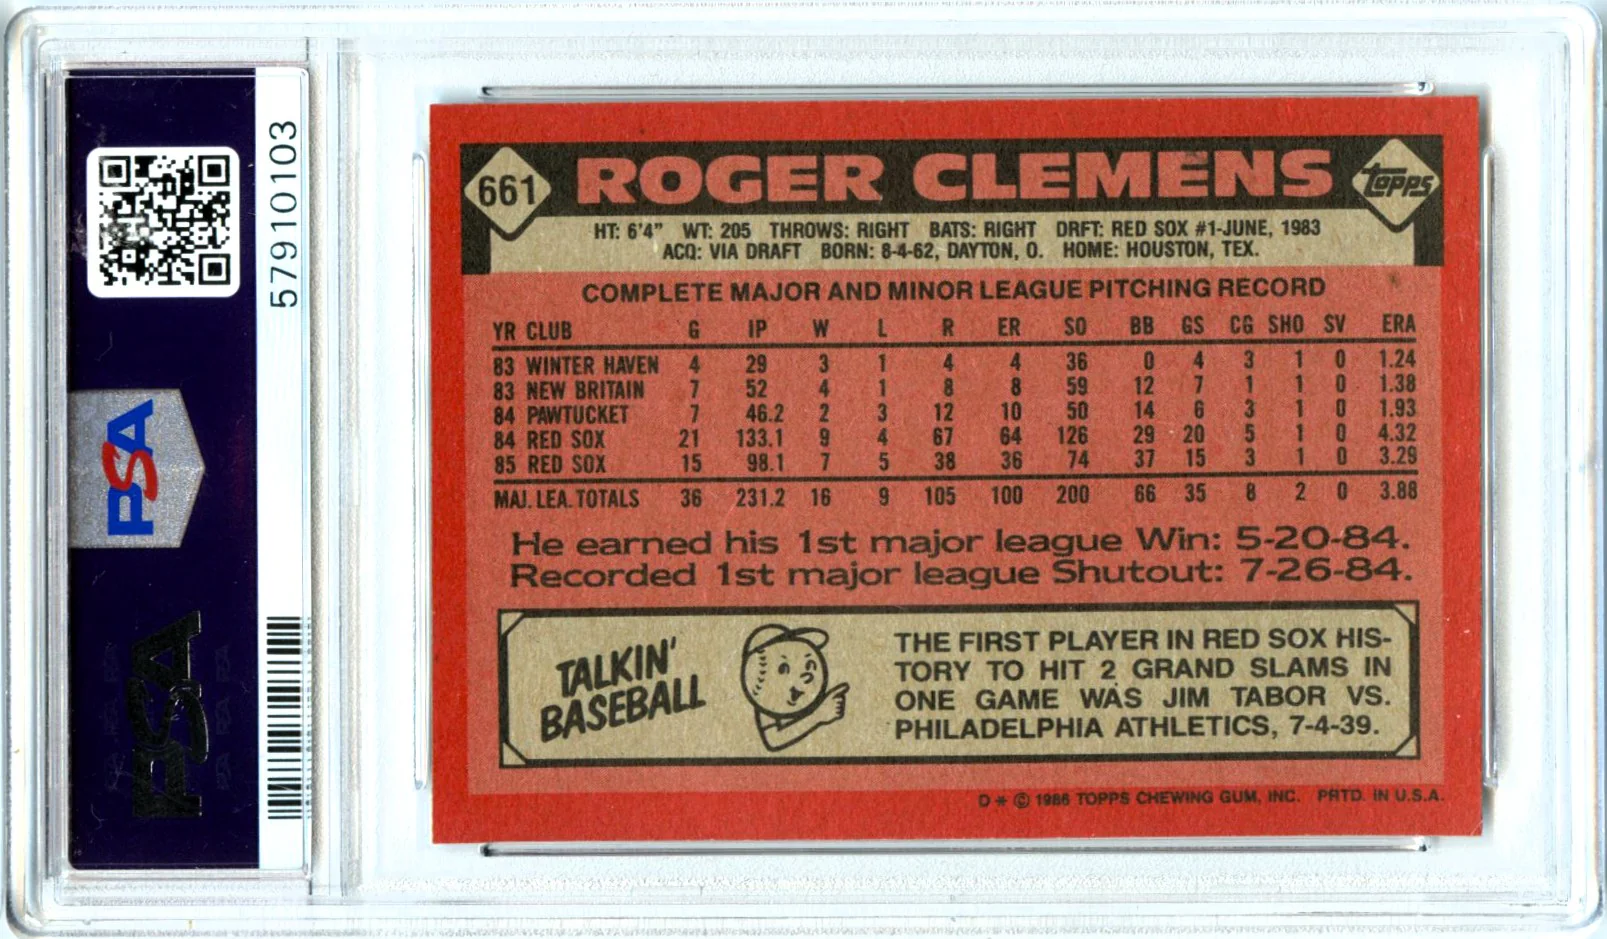 57910103
PSA
PSA
661
ROGER CLEMENS
topps
HT: 6'4" WT: 205 THROWS: RIGHT BATS: RIGHT DRFT: RED SOX #1-JUNE, 1983
ACQ: VIA DRAFT BORN: 8-4-62, DAYTON, O. HOME: HOUSTON, TEX.
COMPLETE MAJOR AND MINOR LEAGUE PITCHING RECORD
YR CLUB G IP W L R ER SO BB GS CG SHO SV ERA
83 WINTER HAVEN 4 29 3 1 4 4 36 0 4 3 1 0 1.24
83 NEW BRITAIN 7 52 4 1 8 8 59 12 7 1 1 0 1.38
84 PAWTUCKET 7 46.2 2 3 12 10 50 14 6 3 1 0 1.93
84 RED SOX 21 133.1 9 4 67 64 126 29 20 5 1 0 4.32
85 RED SOX 15 98.1 7 5 38 36 74 37 15 3 1 0 3.29
MAJ. LEA. TOTALS 36 231.2 16 9 105 100 200 66 35 8 2 0 3.88
He earned his 1st major league Win: 5-20-84.
Recorded 1st major league Shutout: 7-26-84.
TALKIN'
BASEBALL
THE FIRST PLAYER IN RED SOX HIS-
TORY TO HIT 2 GRAND SLAMS IN
ONE GAME WAS JIM TABOR VS.
PHILADELPHIA ATHLETICS, 7-4-39.
D * © 1986 TOPPS CHEWING GUM, INC. PRTD. IN U.S.A.